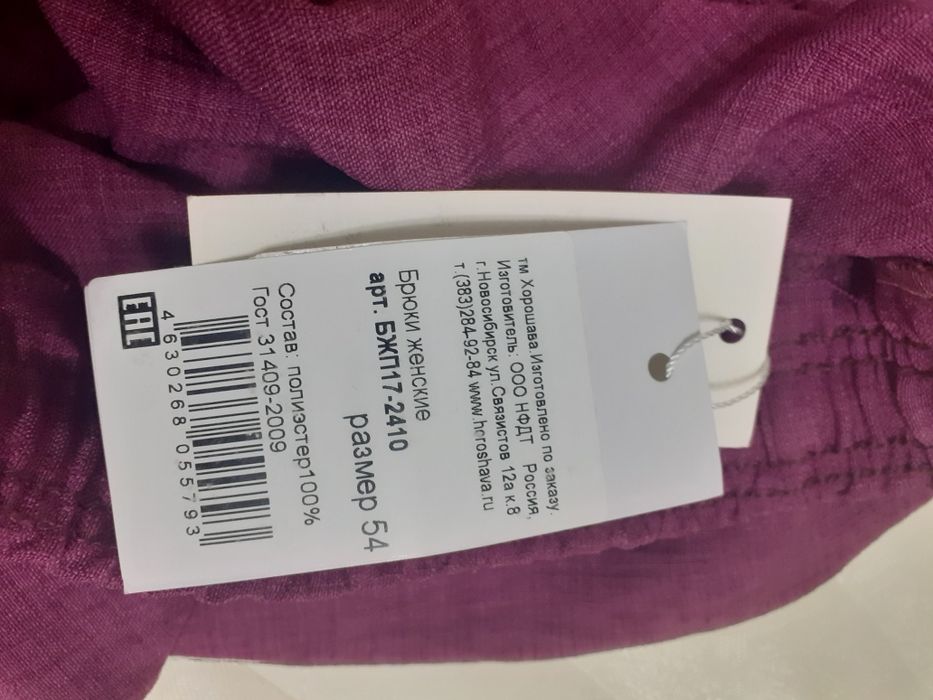 тм Хорошава.Изготовлено по заказу.
Изготовитель: ООО НФДТ Россия,
г.Новосибирск ул.Связистов 12а к.8
т.(383)284-92-84 www.horoshava.ru
Брюки женские
арт. БЖП17-2410
размер 54
Состав: полиэстер100%
Гост 31409-2009
4 630268 055793
EAC